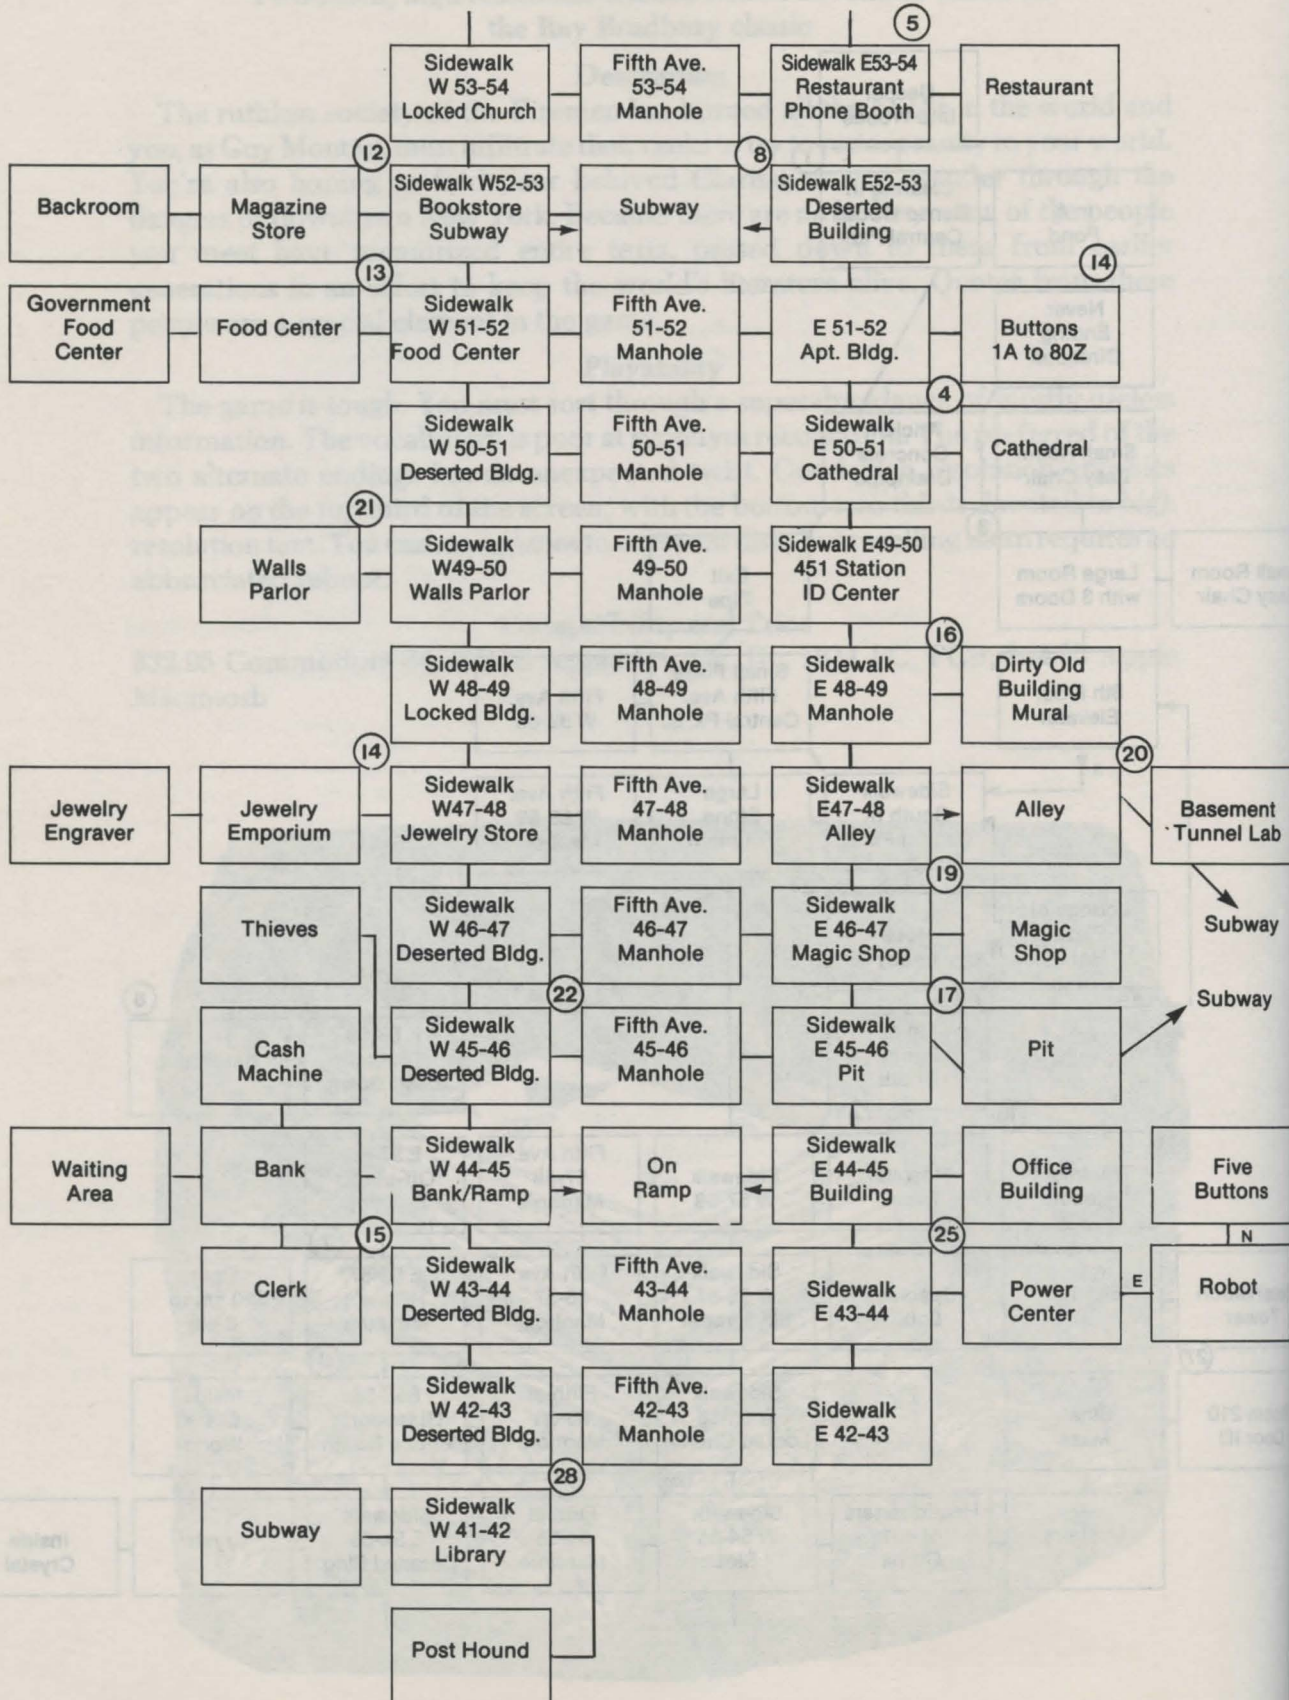 5
Sidewalk
W 53-54
Locked Church
Fifth Ave.
53-54
Manhole
Sidewalk E53-54
Restaurant
Phone Booth
Restaurant
12
8
Backroom
Magazine
Store
Sidewalk W52-53
Bookstore
Subway
Subway
Sidewalk E52-53
Deserted
Building
13
14
Government
Food
Center
Food Center
Sidewalk
W 51-52
Food Center
Fifth Ave.
51-52
Manhole
E 51-52
Apt. Bldg.
Buttons
1A to 80Z
4
Sidewalk
W 50-51
Deserted Bldg.
Fifth Ave.
50-51
Manhole
Sidewalk
E 50-51
Cathedral
Cathedral
21
Walls
Parlor
Sidewalk
W49-50
Walls Parlor
Fifth Ave.
49-50
Manhole
Sidewalk E49-50
451 Station
ID Center
16
Sidewalk
W 48-49
Locked Bldg.
Fifth Ave.
48-49
Manhole
Sidewalk
E 48-49
Manhole
Dirty Old
Building
Mural
14
20
Jewelry
Engraver
Jewelry
Emporium
Sidewalk
W47-48
Jewelry Store
Fifth Ave.
47-48
Manhole
Sidewalk
E47-48
Alley
Alley
Basement
Tunnel Lab
19
Thieves
Sidewalk
W 46-47
Deserted Bldg.
Fifth Ave.
46-47
Manhole
Sidewalk
E 46-47
Magic Shop
Magic
Shop
Subway
22
17
Subway
Cash
Machine
Sidewalk
W 45-46
Deserted Bldg.
Fifth Ave.
45-46
Manhole
Sidewalk
E 45-46
Pit
Pit
Waiting
Area
Bank
Sidewalk
W 44-45
Bank/Ramp
On
Ramp
Sidewalk
E 44-45
Building
Office
Building
Five
Buttons
15
25
N
Clerk
Sidewalk
W 43-44
Deserted Bldg.
Fifth Ave.
43-44
Manhole
Sidewalk
E 43-44
Power
Center
E
Robot
Sidewalk
W 42-43
Deserted Bldg.
Fifth Ave.
42-43
Manhole
Sidewalk
E 42-43
28
Subway
Sidewalk
W 41-42
Library
Post Hound